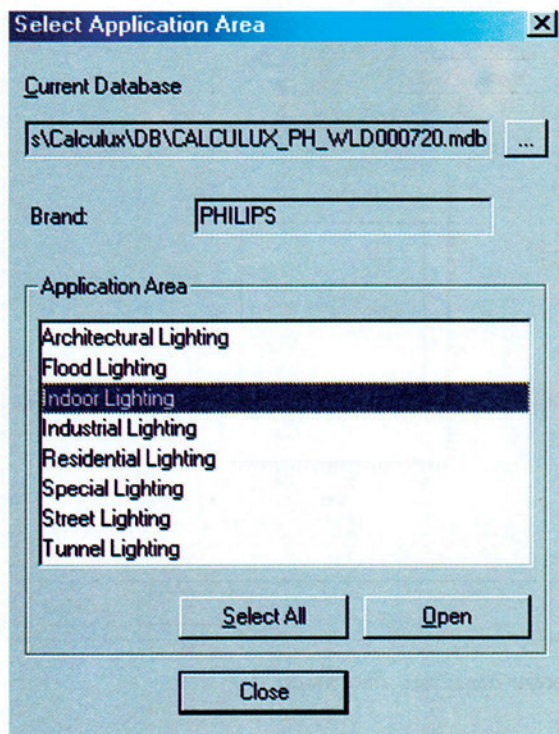 Select Application Area
Current Database
s\Calculux\DB\CALCULUX_PH_WLD000720.mdb ...
Brand: PHILIPS
Application Area
Architectural Lighting
Flood Lighting
Indoor Lighting
Industrial Lighting
Residential Lighting
Special Lighting
Street Lighting
Tunnel Lighting
Select All Open
Close